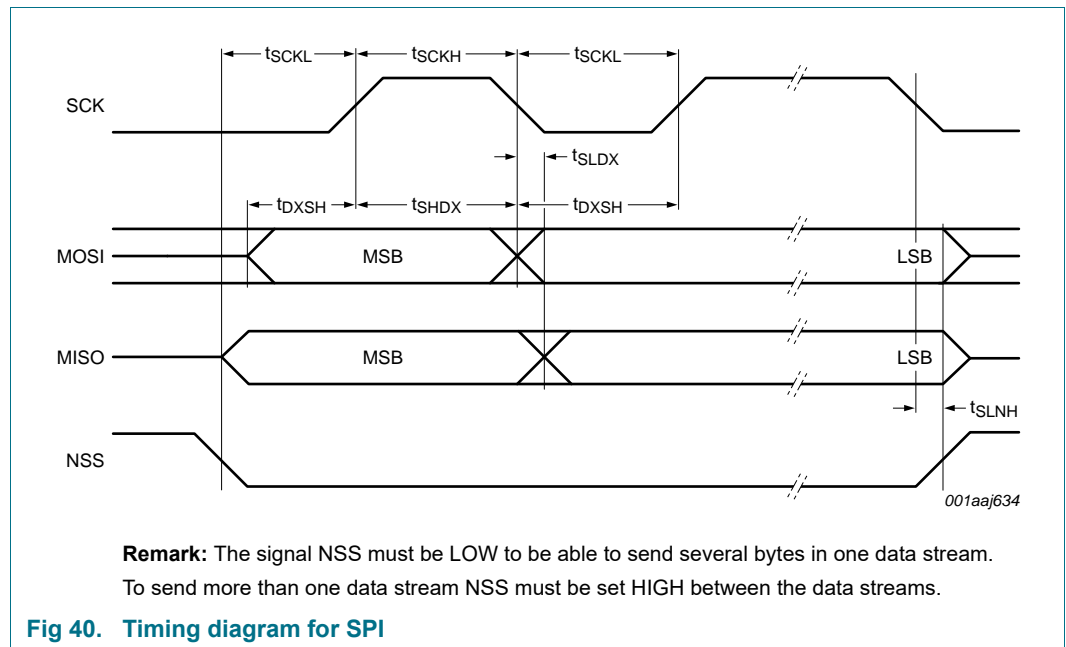 tSCKL tSCKH tSCKL
SCK
tSLDX
tDXSH tSHDX tDXSH
MOSI MSB LSB
MISO MSB LSB
tSLNH
NSS
001aaj634
Remark: The signal NSS must be LOW to be able to send several bytes in one data stream.
To send more than one data stream NSS must be set HIGH between the data streams.
Fig 40. Timing diagram for SPI